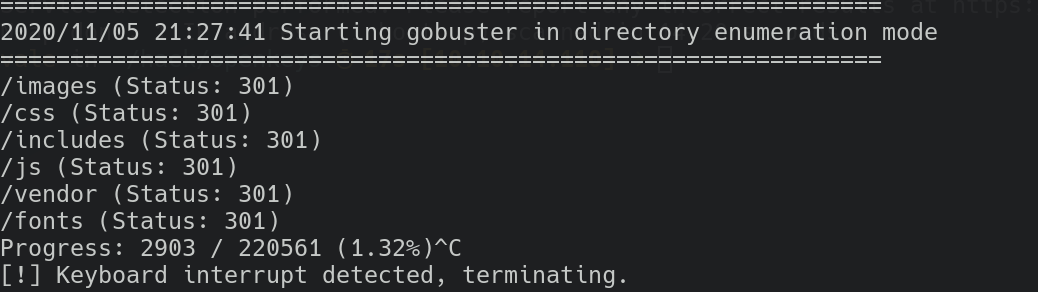 ===============================================================
2020/11/05 21:27:41 Starting gobuster in directory enumeration mode
===============================================================
/images (Status: 301)
/css (Status: 301)
/includes (Status: 301)
/js (Status: 301)
/vendor (Status: 301)
/fonts (Status: 301)
Progress: 2903 / 220561 (1.32%)^C
[!] Keyboard interrupt detected, terminating.